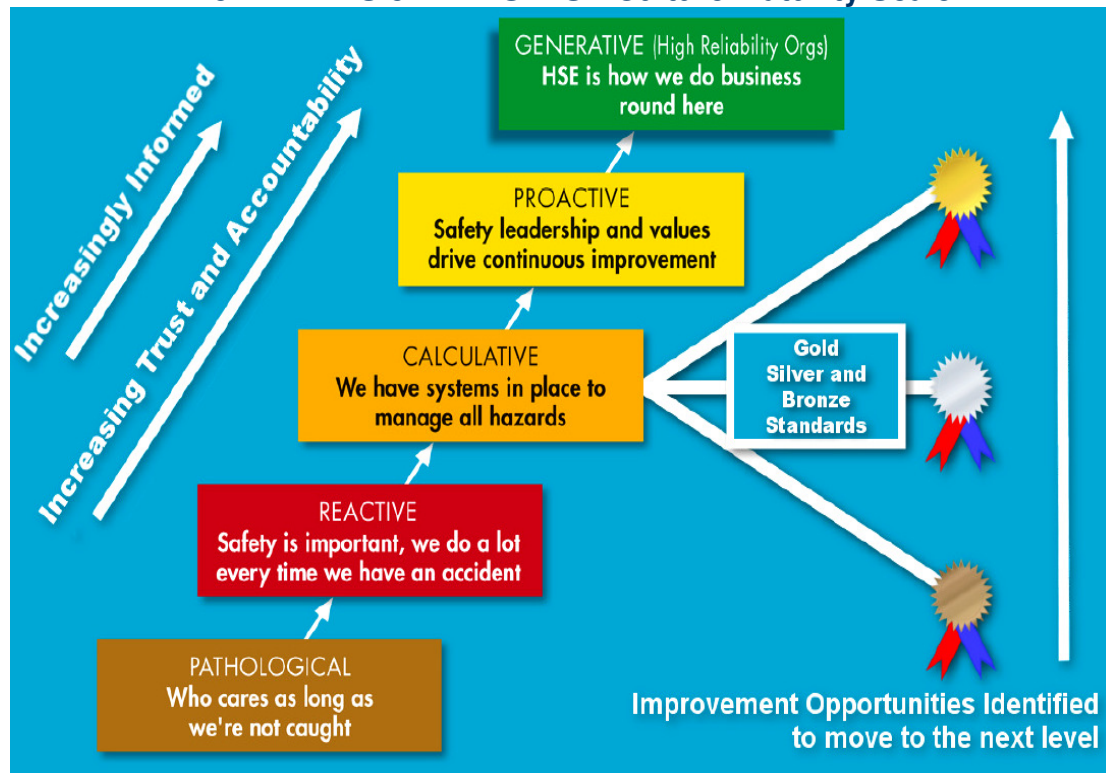 GENERATIVE (High Reliability Orgs)
HSE is how we do business
round here
Increasingly Informed
Increasing Trust and Accountability
PROACTIVE
Safety leadership and values
drive continuous improvement
CALCULATIVE
We have systems in place to
manage all hazards
Gold
Silver and
Bronze
Standards
REACTIVE
Safety is important, we do a lot
every time we have an accident
PATHOLOGICAL
Who cares as long as
we're not caught
Improvement Opportunities Identified
to move to the next level